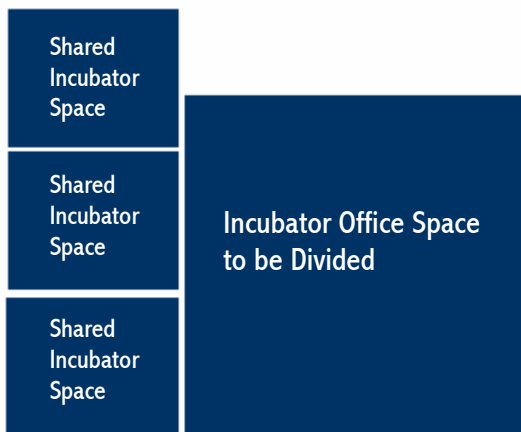 Shared
Incubator
Space
Shared
Incubator
Space
Incubator Office Space
to be Divided
Shared
Incubator
Space